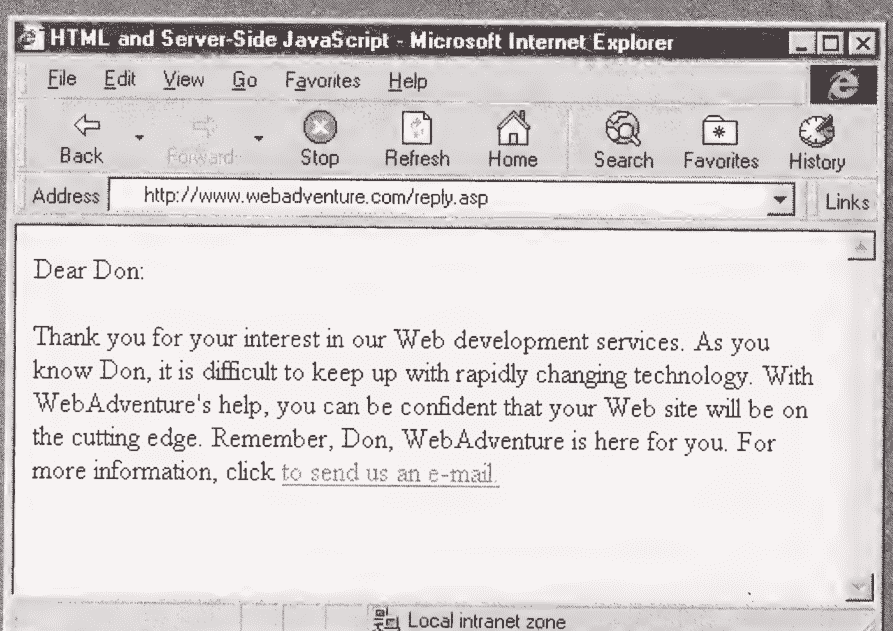 HTML and Server-Side JavaScript - Microsoft Internet Explorer
File Edit View Go Favorites Help
Back Forward Stop Refresh Home Search Favorites History
Address http://www.webadventure.com/reply.asp Links
Dear Don:
Thank you for your interest in our Web development services. As you
know Don, it is difficult to keep up with rapidly changing technology. With
WebAdventure's help, you can be confident that your Web site will be on
the cutting edge. Remember, Don, WebAdventure is here for you. For
more information, click to send us an e-mail.
Local intranet zone